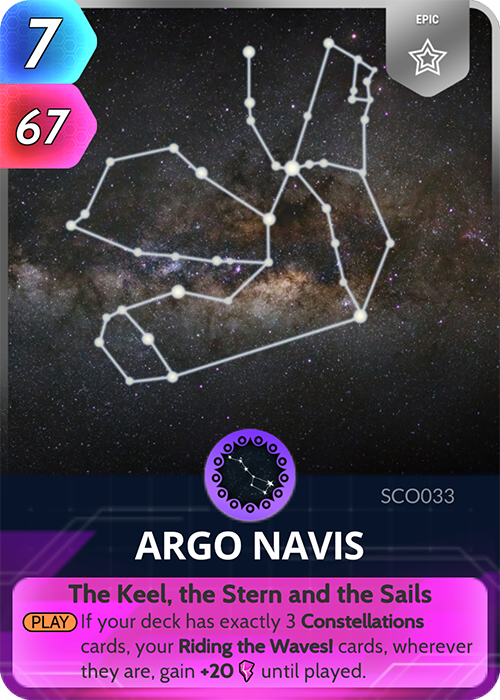 7
EPIC
67
SCO033
ARGO NAVIS
The Keel, the Stern and the Sails
PLAY If your deck has exactly 3 Constellations
cards, your Riding the Waves! cards, wherever
they are, gain +20 until played.